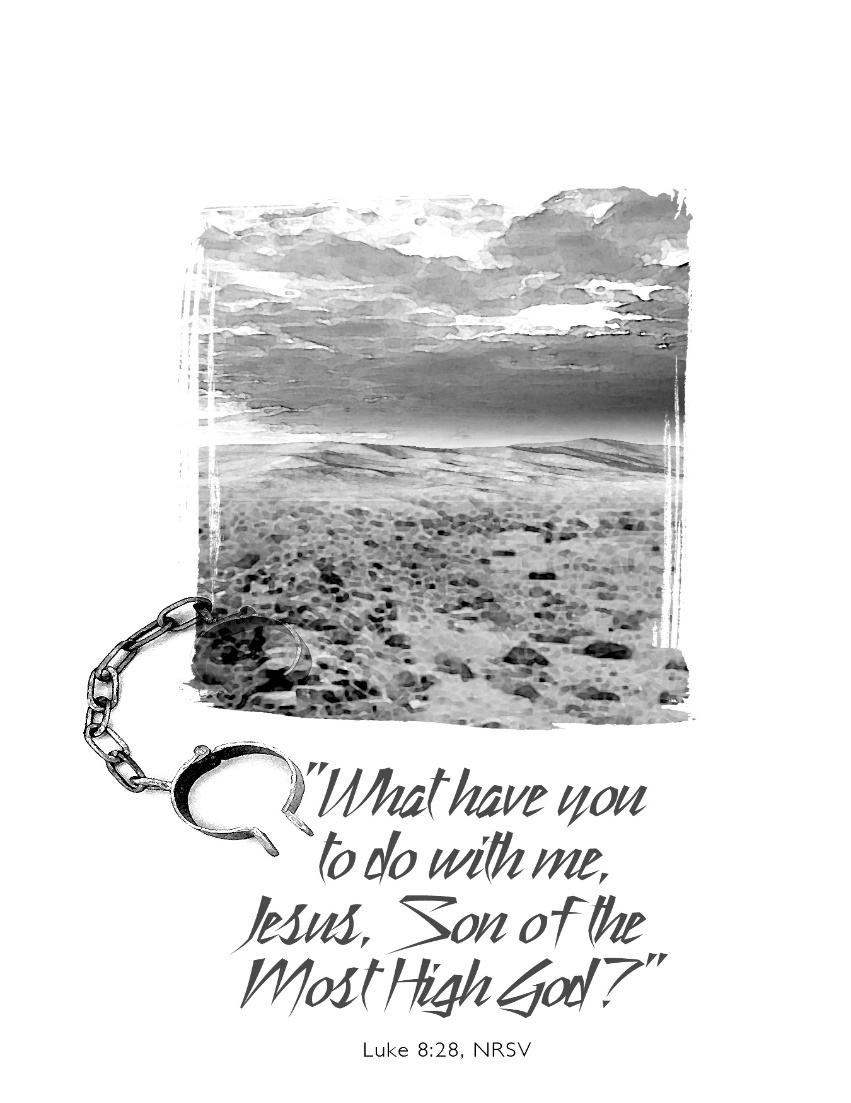 "What have you
to do with me,
Jesus, Son of the
Most High God?"
Luke 8:28, NRSV